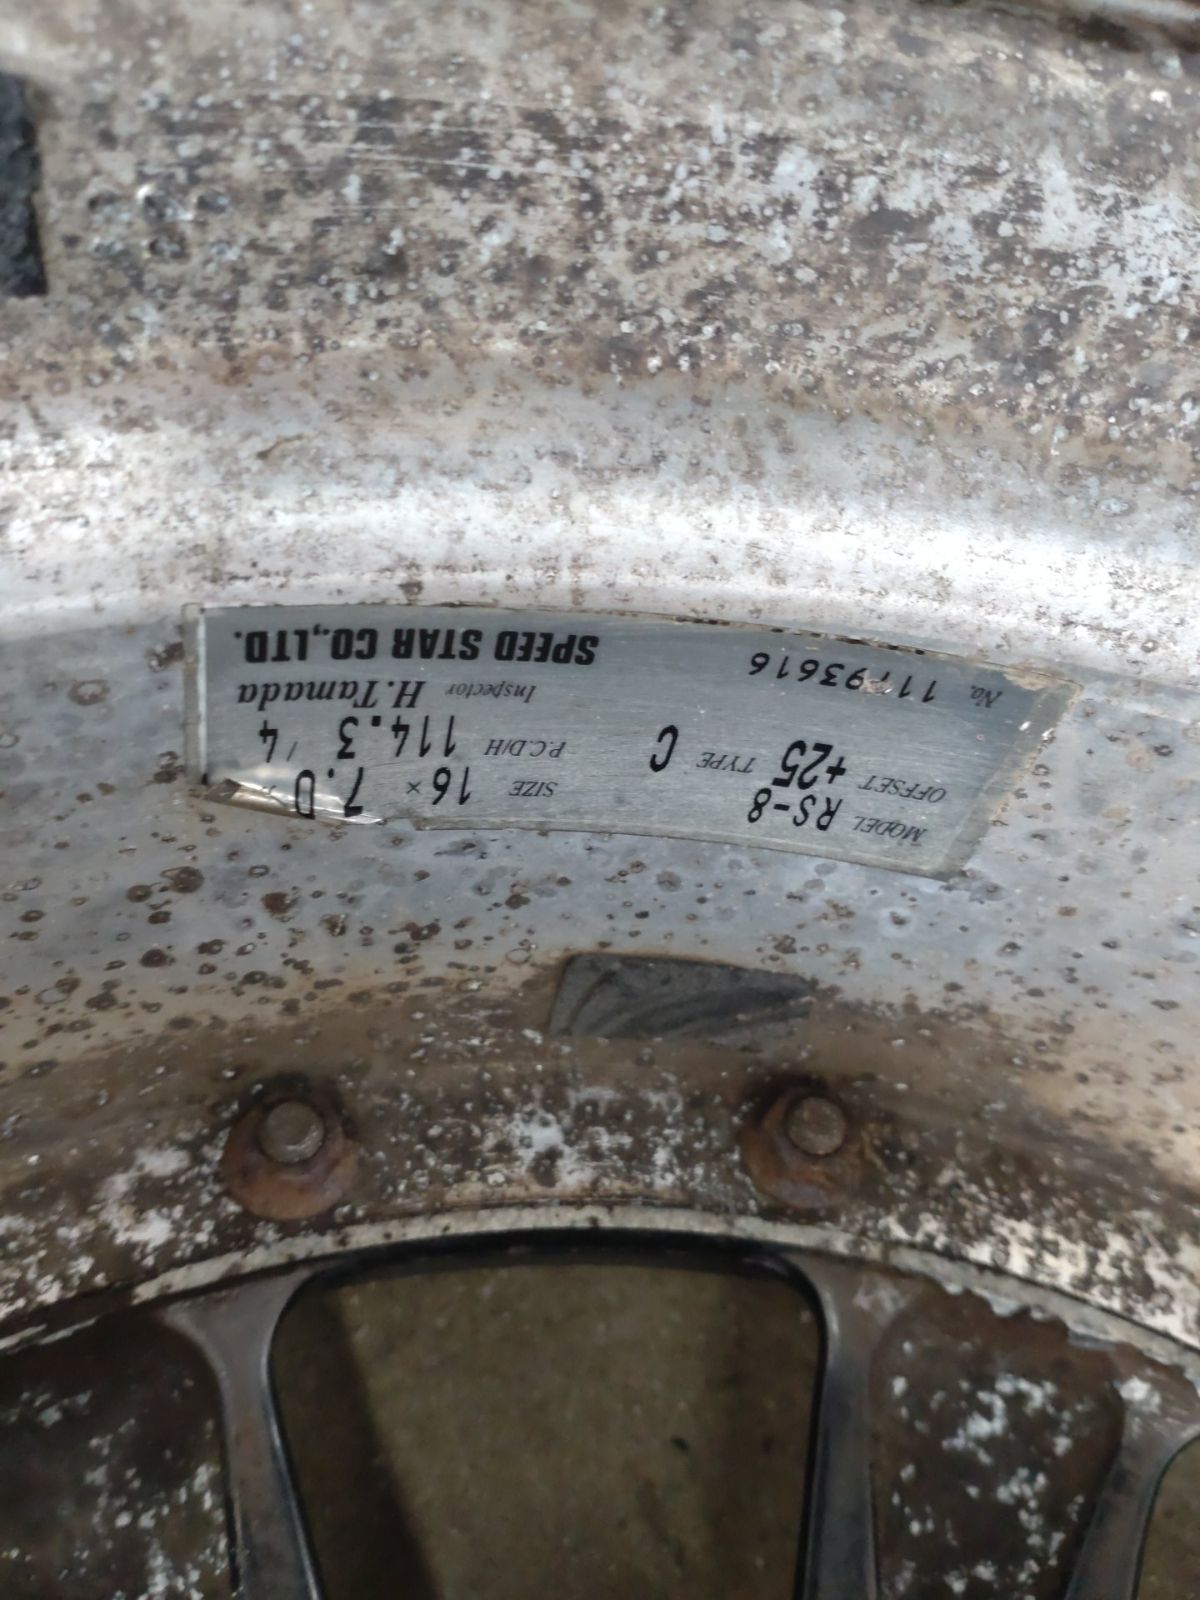 MODEL RS-8
OFFSET +25 TYPE C
No.
SIZE 16 × 7.0
P.C.D/H 114.3 / 4
Inspector H.Tamada
SPEED STAR CO.,LTD.